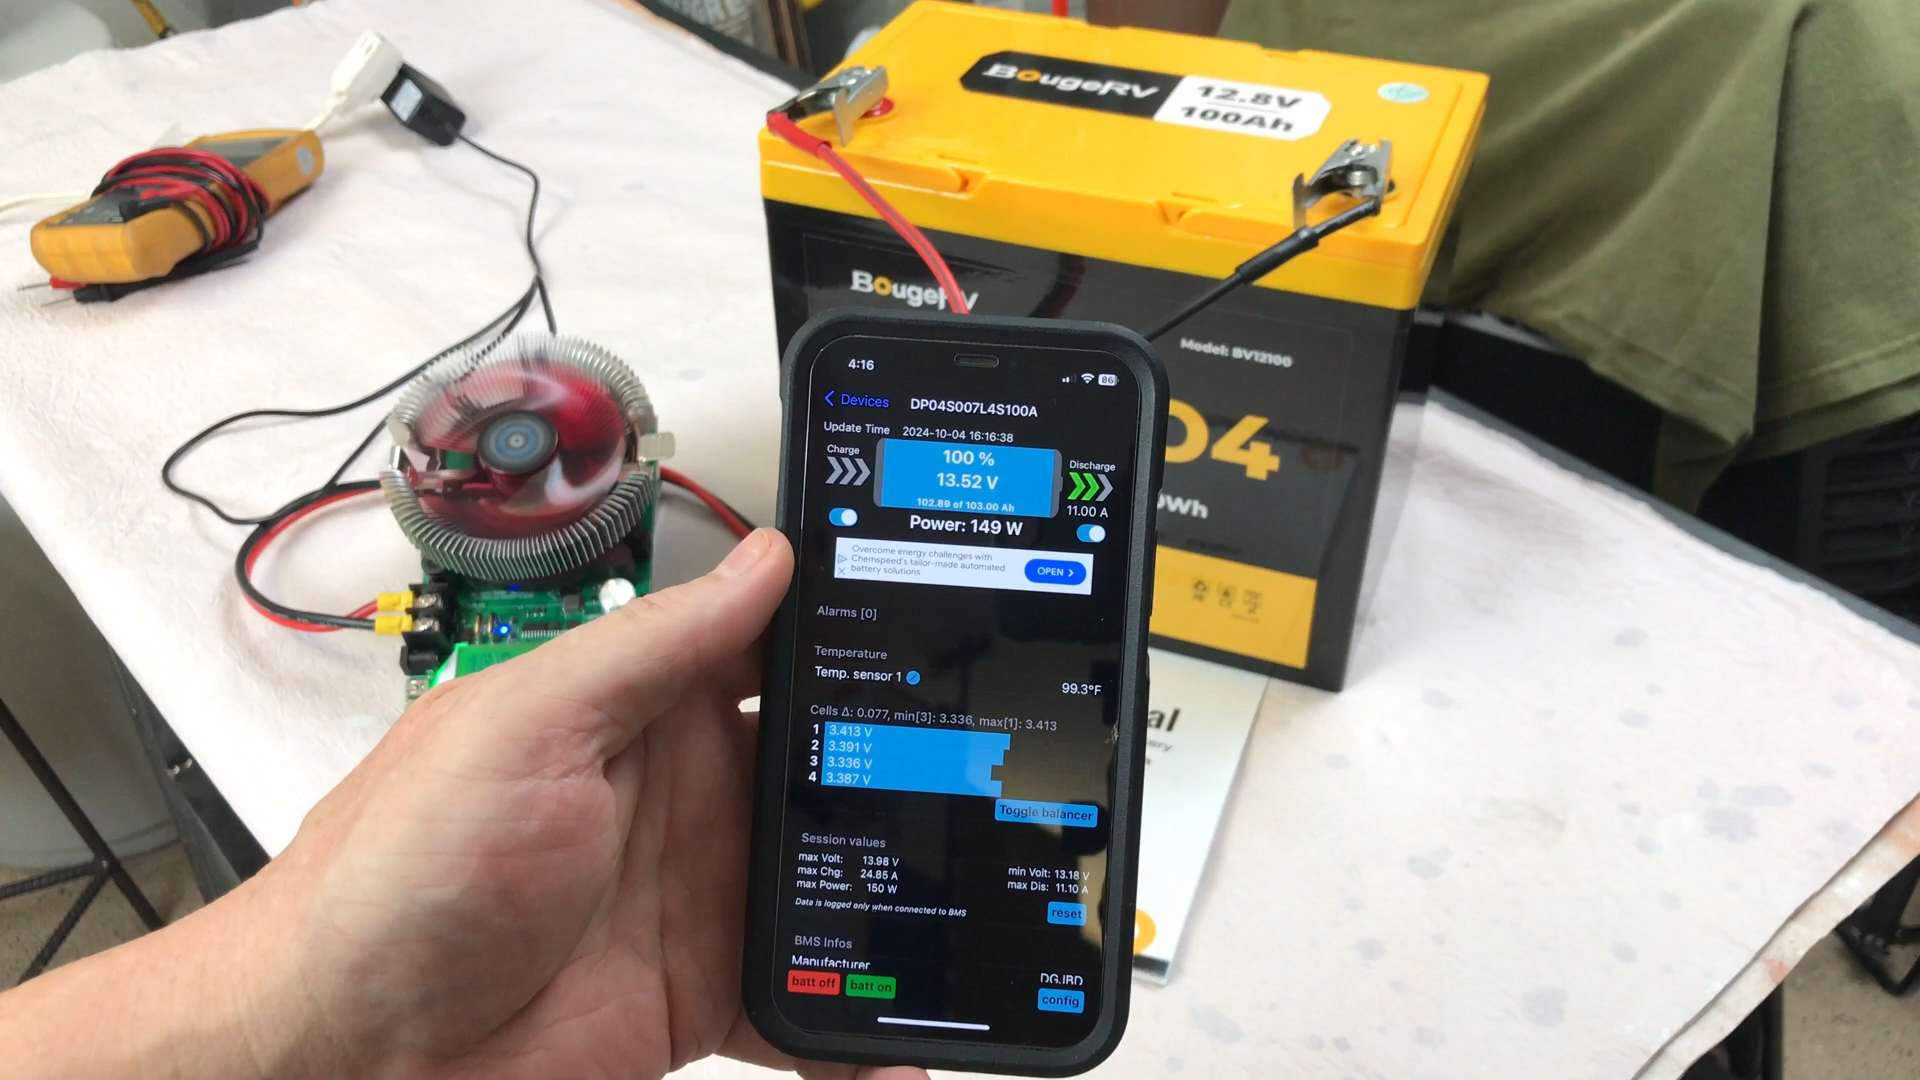 BougeRV
12.8V
100Ah
BougeRV
Model: BV12100
O4
Wh
4:16
86
Devices
DP04S007L4S100A
Update Time 2024-10-04 16:16:38
Charge
100 %
Discharge
13.52 V
102.89 of 103.00 Ah
11.00 A
Power: 149 W
Overcome energy challenges with
Chemspeed's tailor-made automated
battery solutions
OPEN
Alarms [0]
Temperature
Temp. sensor 1
99.3°F
Cells Δ: 0.077, min[3]: 3.336, max[1]: 3.413
1 3.413 V
2 3.391 V
3 3.336 V
4 3.387 V
Toggle balancer
Session values
max Volt: 13.98 V
min Volt: 13.18 V
max Chg: 24.85 A
max Dis: 11.10 A
max Power: 150 W
Data is logged only when connected to BMS
reset
BMS Infos
Manufacturer
DGJBD
batt off
batt on
config
al